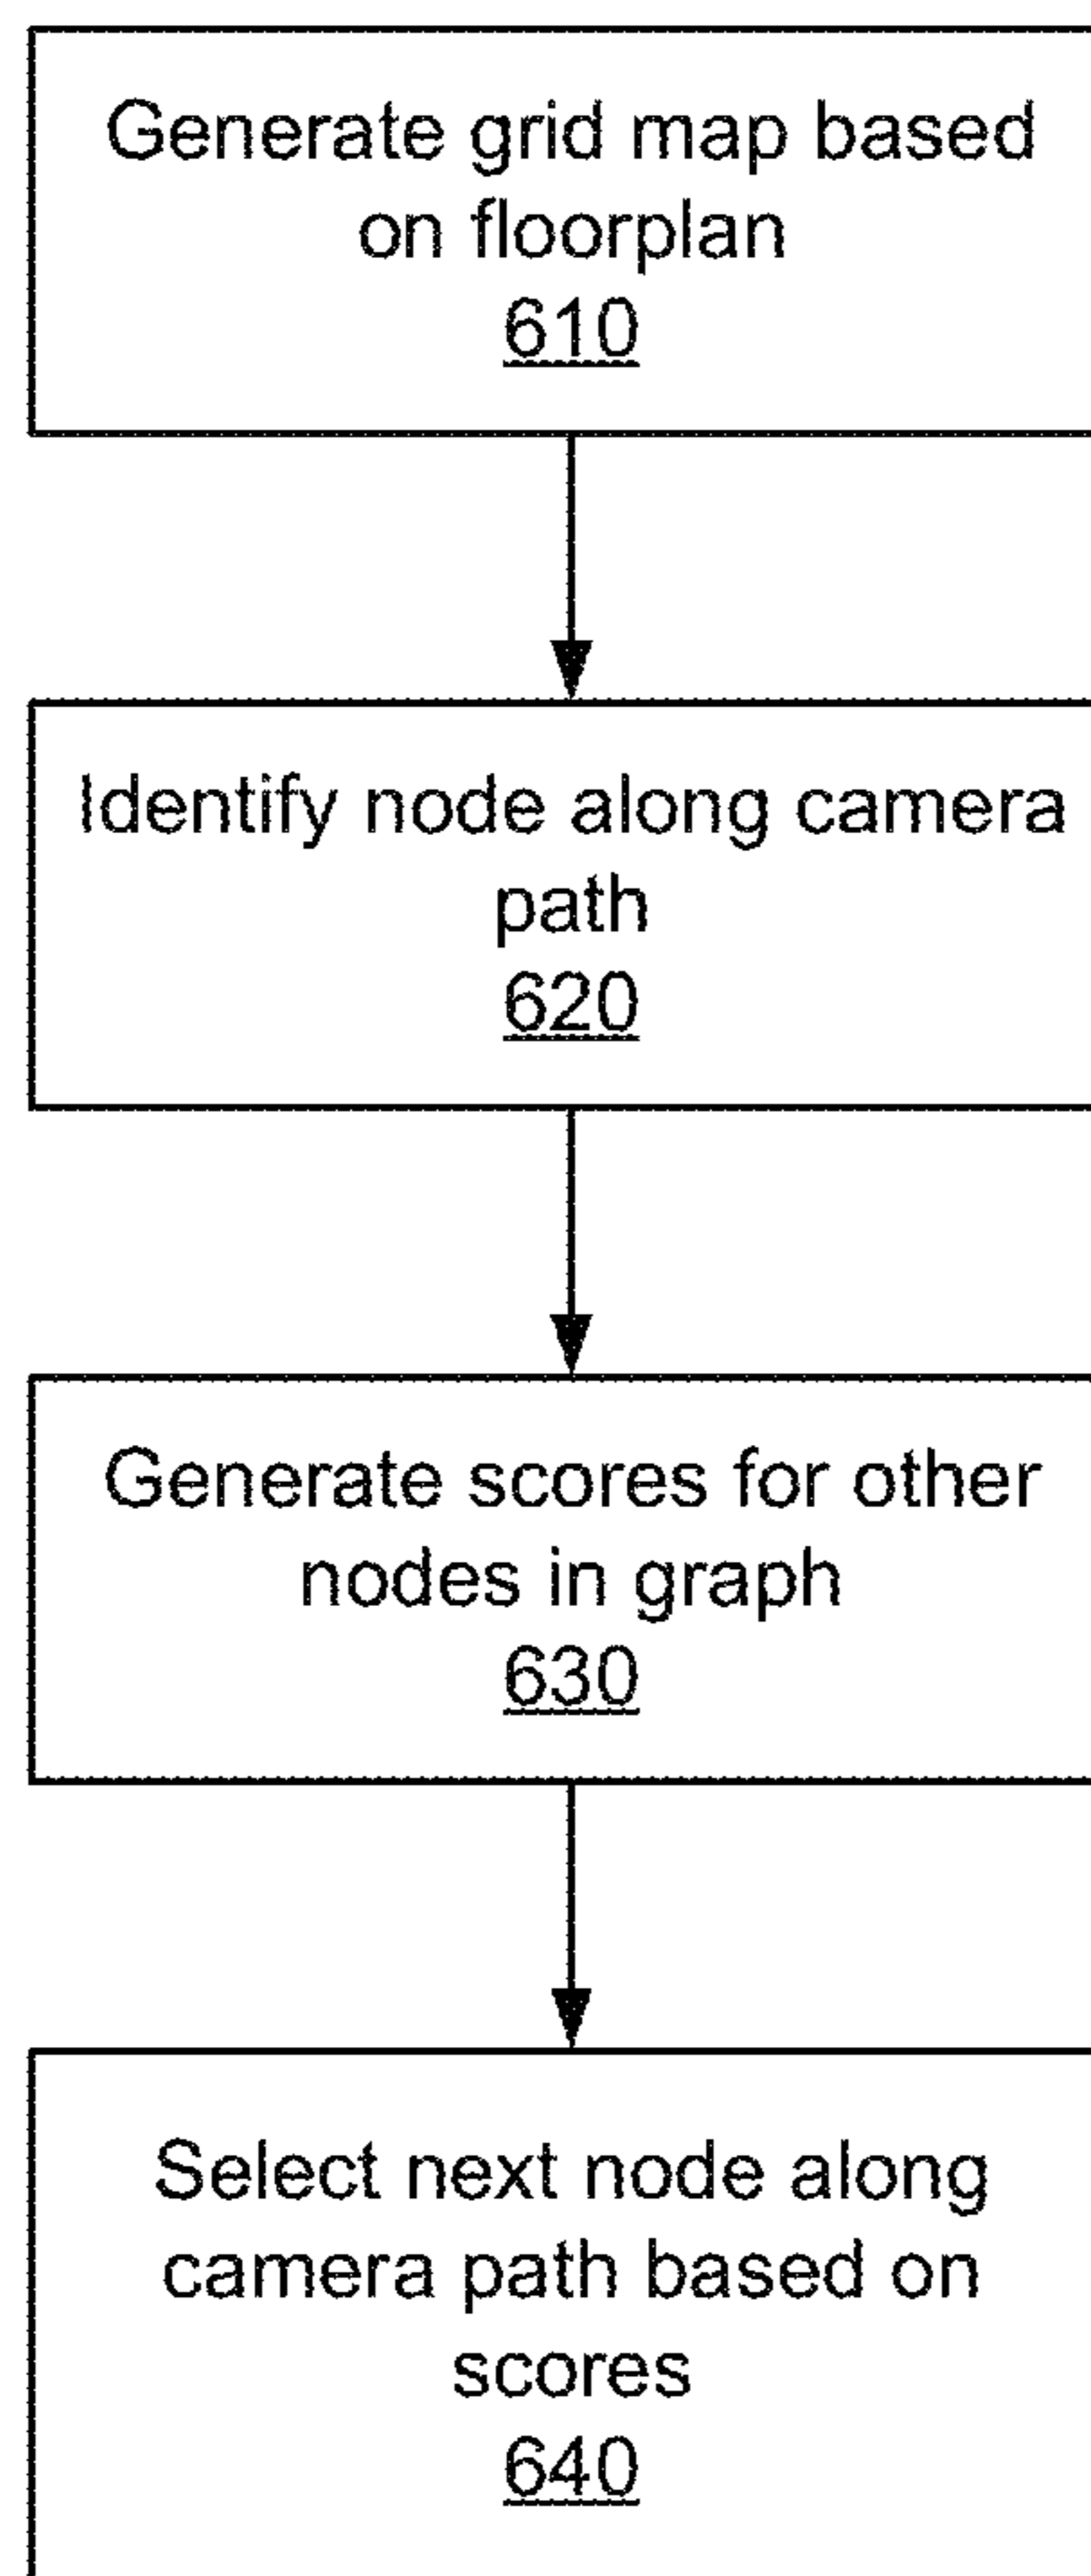 Generate grid map based
on floorplan
610
Identify node along camera
path
620
Generate scores for other
nodes in graph
630
Select next node along
camera path based on
scores
640